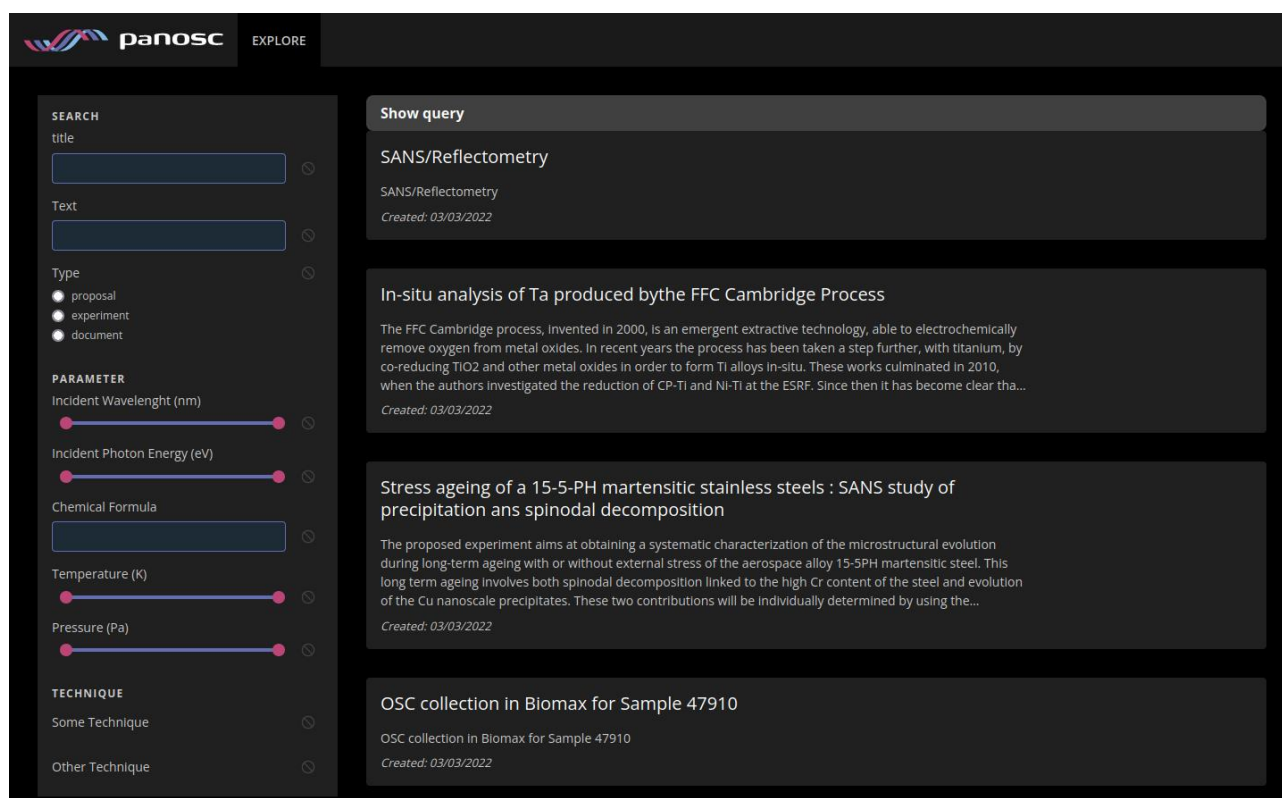 panosc
EXPLORE
SEARCH
title
Text
Type
proposal
experiment
document
PARAMETER
Incident Wavelenght (nm)
Incident Photon Energy (eV)
Chemical Formula
Temperature (K)
Pressure (Pa)
TECHNIQUE
Some Technique
Other Technique
Show query
SANS/Reflectometry
SANS/Reflectometry
Created: 03/03/2022
In-situ analysis of Ta produced bythe FFC Cambridge Process
The FFC Cambridge process, invented in 2000, is an emergent extractive technology, able to electrochemically
remove oxygen from metal oxides. In recent years the process has been taken a step further, with titanium, by
co-reducing TiO2 and other metal oxides in order to form Ti alloys in-situ. These works culminated in 2010,
when the authors investigated the reduction of CP-Ti and Ni-Ti at the ESRF. Since then it has become clear tha...
Created: 03/03/2022
Stress ageing of a 15-5-PH martensitic stainless steels : SANS study of
precipitation ans spinodal decomposition
The proposed experiment aims at obtaining a systematic characterization of the microstructural evolution
during long-term ageing with or without external stress of the aerospace alloy 15-5PH martensitic steel. This
long term ageing involves both spinodal decomposition linked to the high Cr content of the steel and evolution
of the Cu nanoscale precipitates. These two contributions will be individually determined by using the...
Created: 03/03/2022
OSC collection in Biomax for Sample 47910
OSC collection in Biomax for Sample 47910
Created: 03/03/2022